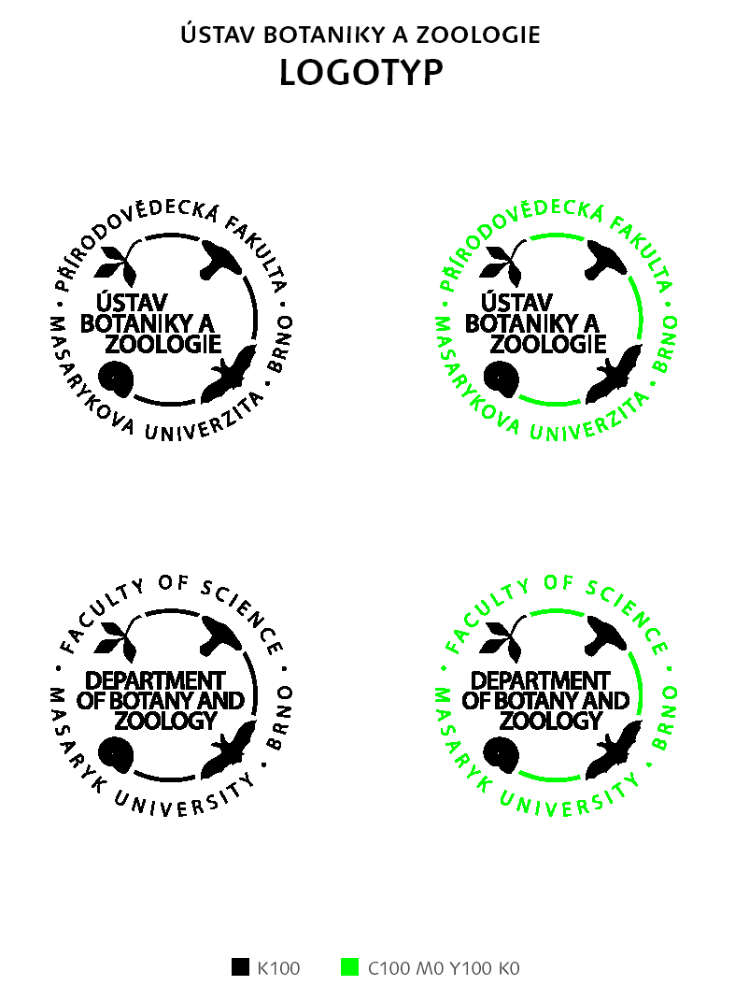 ÚSTAV BOTANIKY A ZOOLOGIE
LOGOTYP
• PŘÍRODOVĚDECKÁ FAKULTA •
MASARYKOVA UNIVERZITA • BRNO
ÚSTAV
BOTANIKY A
ZOOLOGIE
• PŘÍRODOVĚDECKÁ FAKULTA •
MASARYKOVA UNIVERZITA • BRNO
ÚSTAV
BOTANIKY A
ZOOLOGIE
• FACULTY OF SCIENCE •
MASARYK UNIVERSITY • BRNO
DEPARTMENT
OF BOTANY AND
ZOOLOGY
• FACULTY OF SCIENCE •
MASARYK UNIVERSITY • BRNO
DEPARTMENT
OF BOTANY AND
ZOOLOGY
K100
C100 M0 Y100 K0